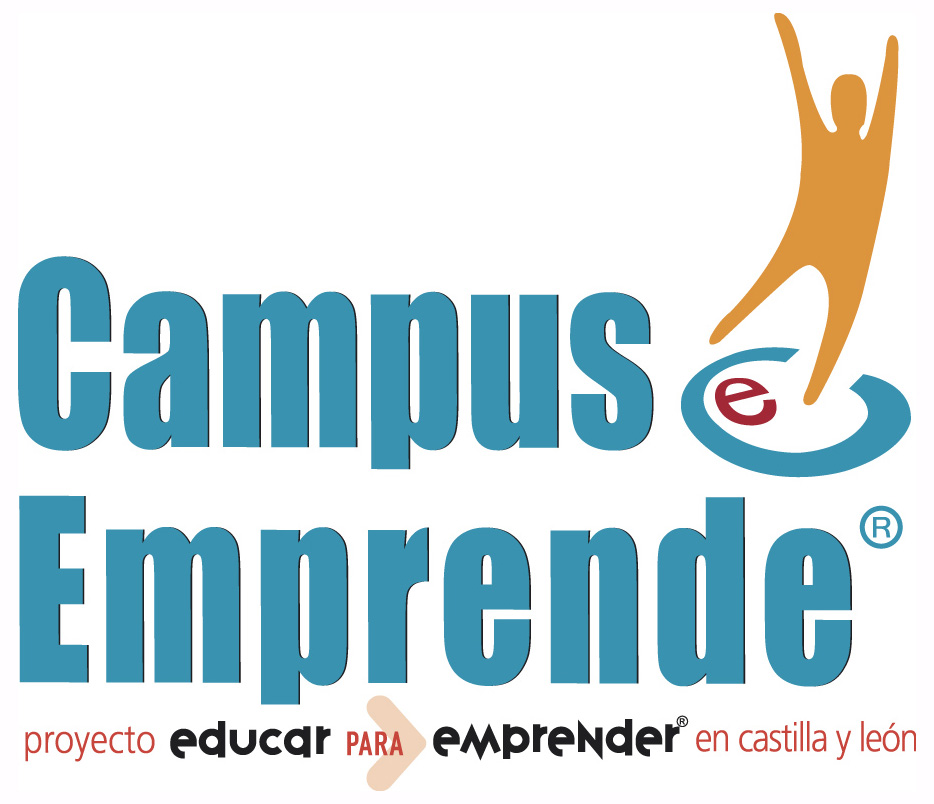 Campus
e
Emprende®
proyecto educar PARA emprender® en castilla y león